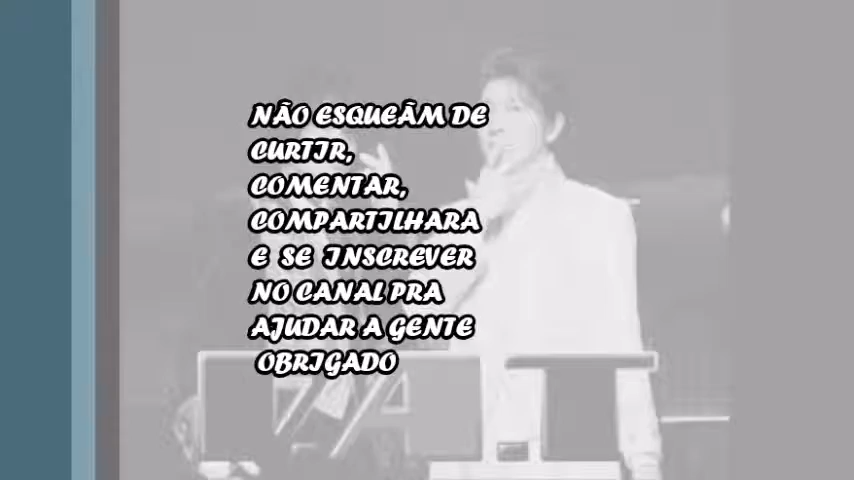 NÃO ESQUEÃM DE
CURTIR,
COMENTAR,
COMPARTILHARA
E SE INSCREVER
NO CANAL PRA
AJUDAR A GENTE
OBRIGADO